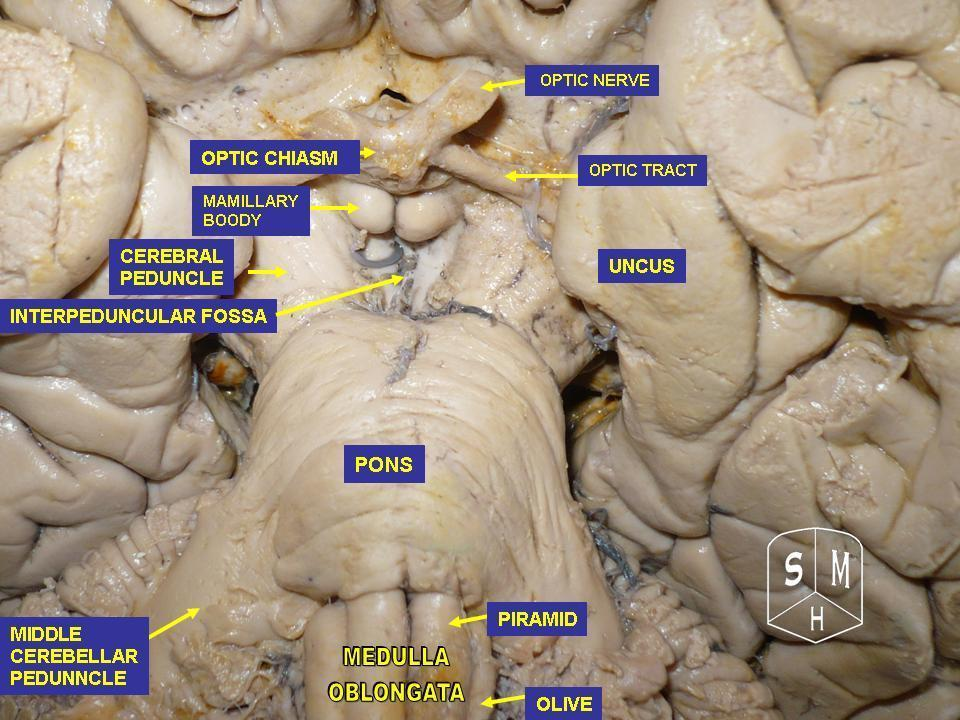 OPTIC NERVE
OPTIC CHIASM
OPTIC TRACT
MAMILLARY
BOODY
CEREBRAL
PEDUNCLE
UNCUS
INTERPEDUNCULAR FOSSA
PONS
S M
H
PIRAMID
MIDDLE
CEREBELLAR
PEDUNNCLE
MEDULLA
OBLONGATA
OLIVE